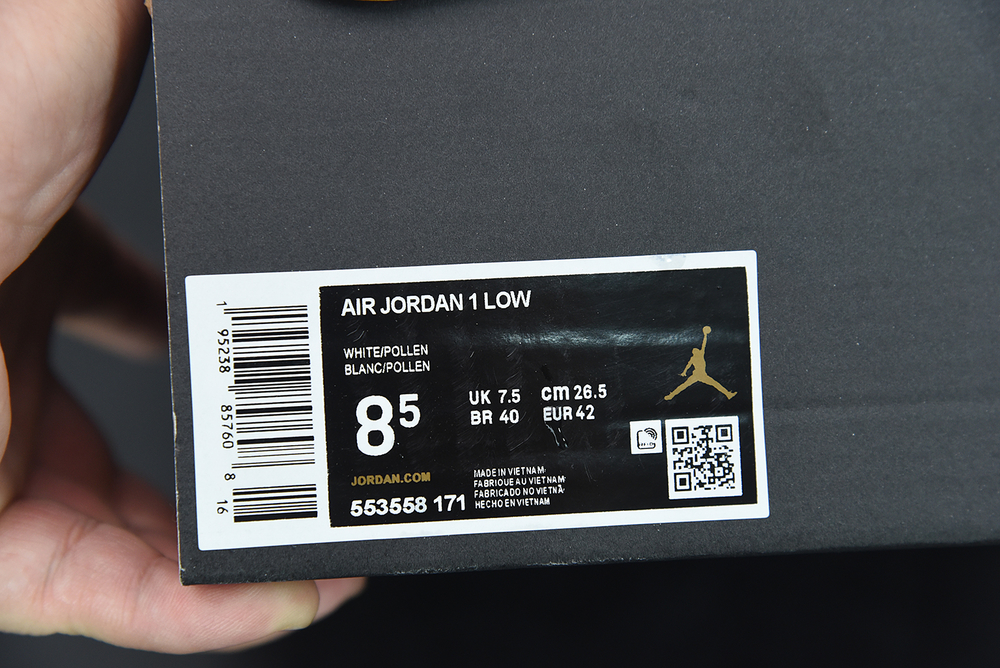 AIR JORDAN 1 LOW
WHITE/POLLEN
BLANC/POLLEN
8 5
UK 7.5 cm 26.5
BR 40 EUR 42
JORDAN.COM
553558 171
MADE IN VIETNAM
FABRIQUE AU VIETNAM
FABRICADO NO VIETNÃ
HECHO EN VIETNAM
1 95238 85760 8 16